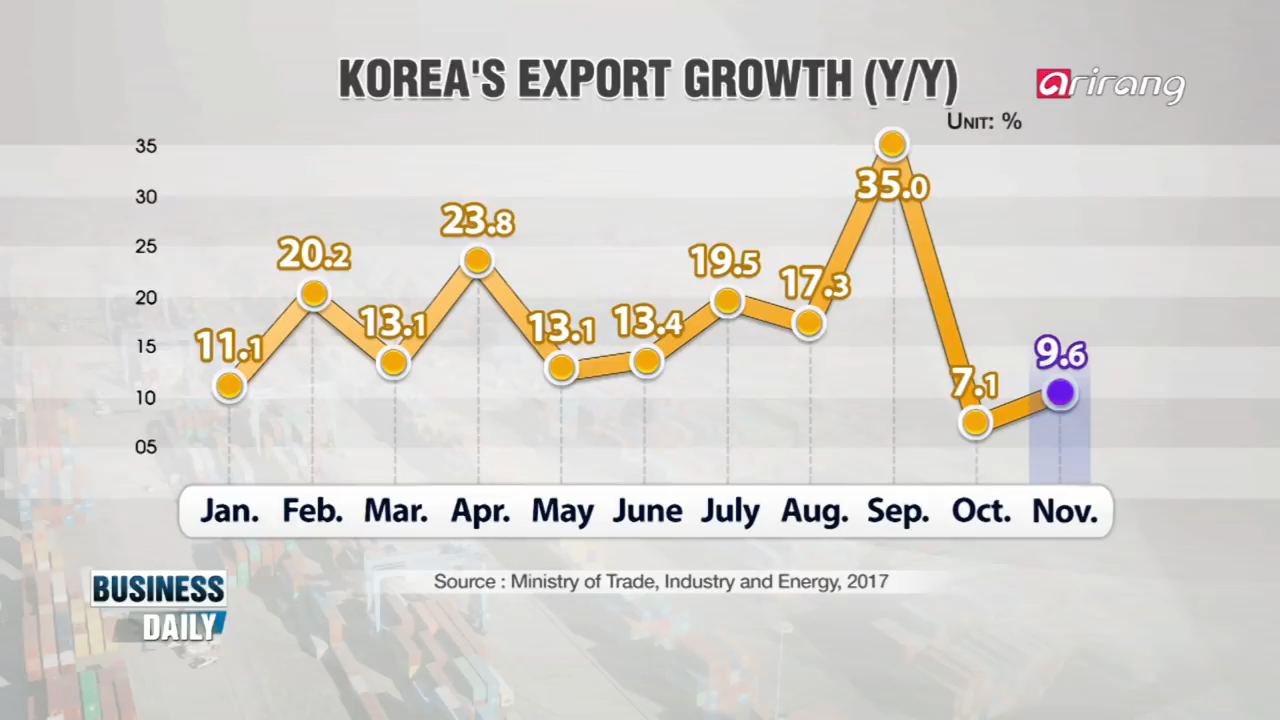 KOREA'S EXPORT GROWTH (Y/Y)
arirang
UNIT: %
35
30
25
20
15
10
05
11.1
20.2
13.1
23.8
13.1
13.4
19.5
17.3
35.0
7.1
9.6
Jan. Feb. Mar. Apr. May June July Aug. Sep. Oct. Nov.
Source : Ministry of Trade, Industry and Energy, 2017
BUSINESS
DAILY